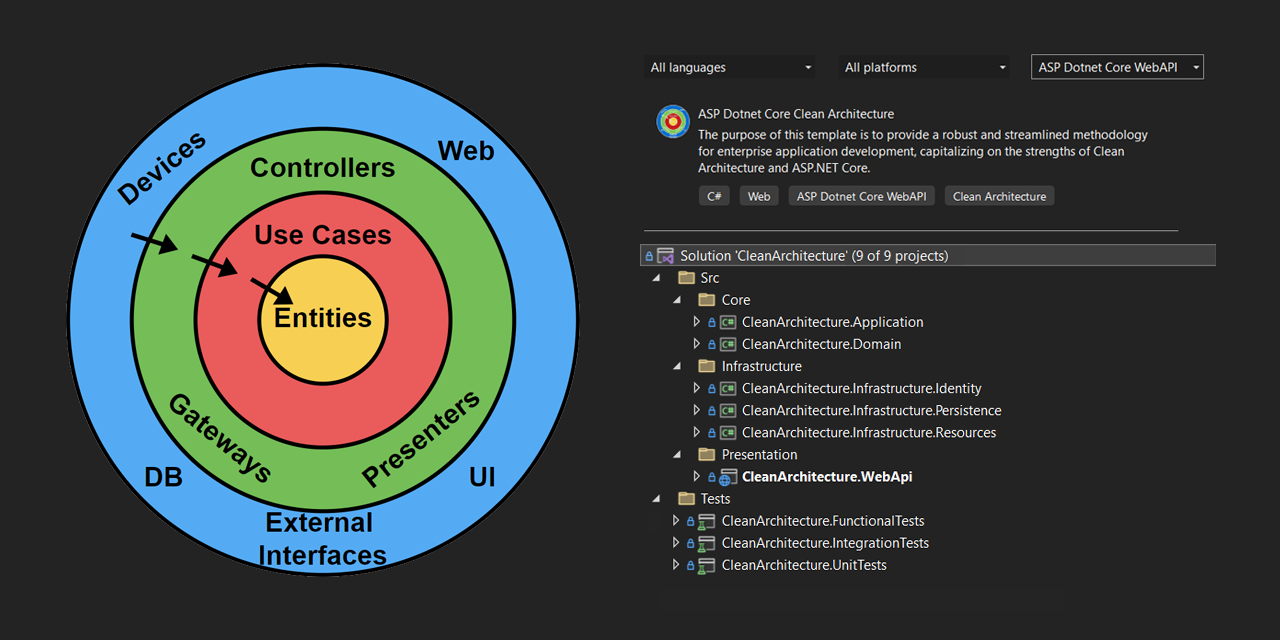 Devices
Web
Controllers
Use Cases
Entities
Gateways
Presenters
DB
UI
External
Interfaces
All languages
All platforms
ASP Dotnet Core WebAPI
ASP Dotnet Core Clean Architecture
The purpose of this template is to provide a robust and streamlined methodology
for enterprise application development, capitalizing on the strengths of Clean
Architecture and ASP.NET Core.
C#
Web
ASP Dotnet Core WebAPI
Clean Architecture
Solution 'CleanArchitecture' (9 of 9 projects)
Src
Core
C# CleanArchitecture.Application
C# CleanArchitecture.Domain
Infrastructure
C# CleanArchitecture.Infrastructure.Identity
C# CleanArchitecture.Infrastructure.Persistence
C# CleanArchitecture.Infrastructure.Resources
Presentation
CleanArchitecture.WebApi
Tests
CleanArchitecture.FunctionalTests
CleanArchitecture.IntegrationTests
CleanArchitecture.UnitTests